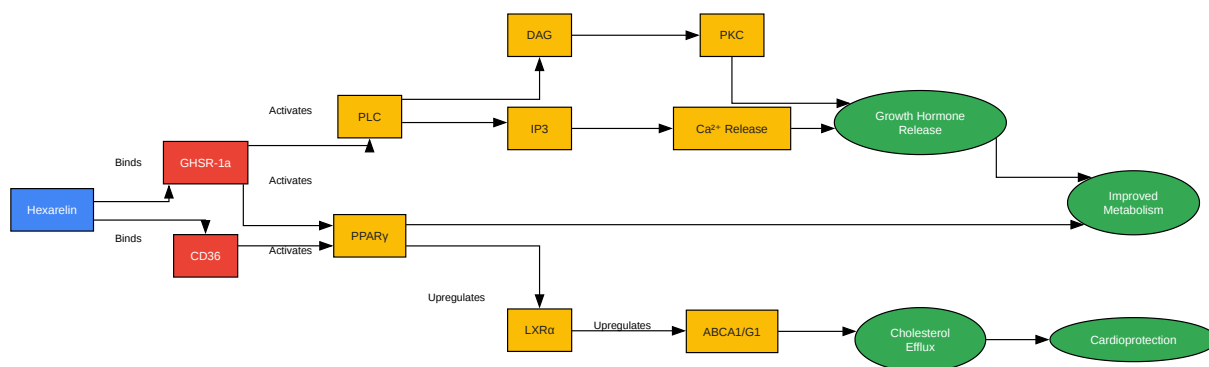 DAG
PKC
Activates
PLC
IP3
Ca²⁺ Release
Growth Hormone
Release
Binds
GHSR-1a
Activates
Hexarelin
Improved
Metabolism
Binds
CD36
Activates
PPARγ
Upregulates
LXRα
Upregulates
ABCA1/G1
Cholesterol
Efflux
Cardioprotection